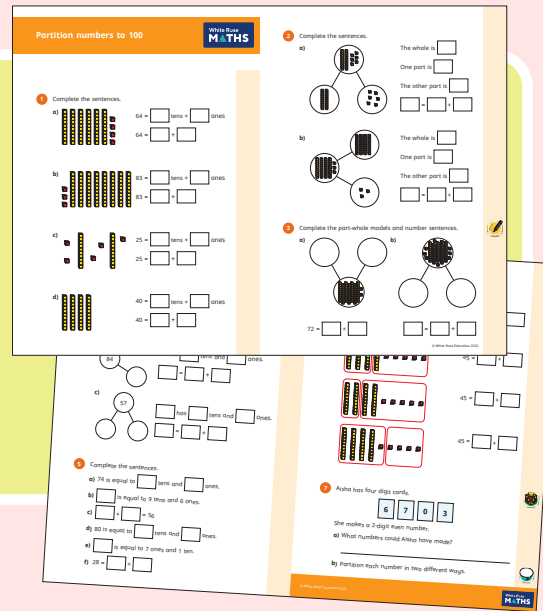 Partition numbers to 100
White Rose
MATHS
1 Complete the sentences.
a)
64 = tens + ones
64 = +
b)
83 = tens + ones
83 = +
c)
25 = tens + ones
25 = +
d)
40 = tens + ones
40 = +
2 Complete the sentences.
a)
The whole is
One part is
The other part is
= +
b)
The whole is
One part is
The other part is
= +
3 Complete the part-whole models and number sentences.
a)
b)
72 = +
= +
© White Rose Education 2022
84
tens and ones.
= +
c)
57
has tens and ones.
= +
5 Complete the sentences.
a) 74 is equal to tens and ones.
b) is equal to 9 tens and 6 ones.
c) + = 56
d) 80 is equal to tens and ones.
e) is equal to 7 ones and 1 ten.
f) 28 = +
45 = +
45 = +
45 = +
7 Aisha has four digit cards.
6 7 0 3
She makes a 2-digit even number.
a) What numbers could Aisha have made?
b) Partition each number in two different ways.
© White Rose Education 2022
White Rose
MATHS